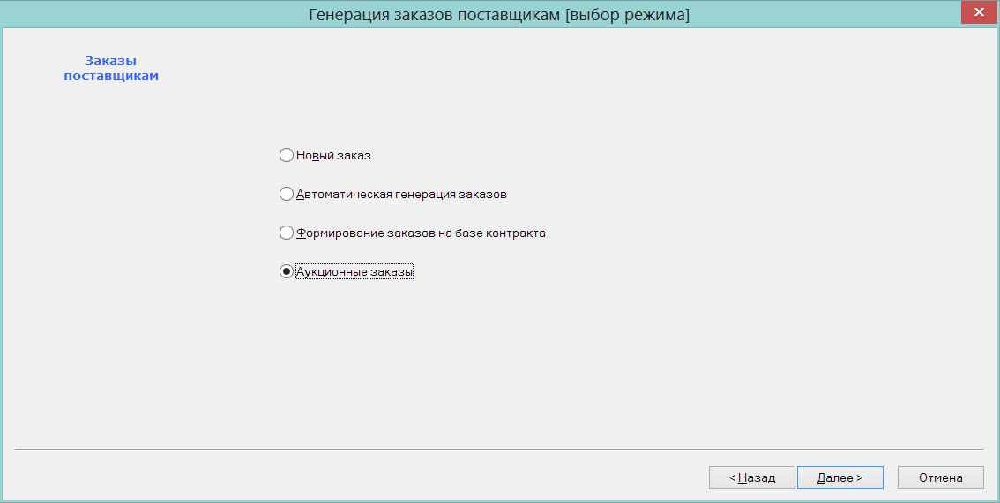 Генерация заказов поставщикам [выбор режима]
Заказы
поставщикам
Новый заказ
Автоматическая генерация заказов
Формирование заказов на базе контракта
Аукционные заказы
< Назад
Далее >
Отмена